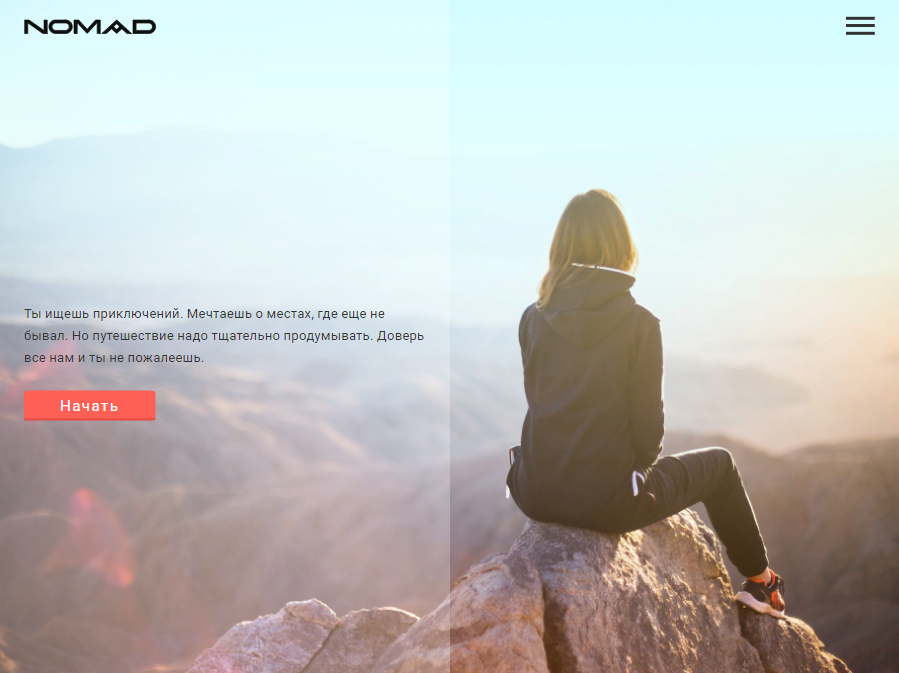 NOMAD
Ты ищешь приключений. Мечтаешь о местах, где еще не
бывал. Но путешествие надо тщательно продумывать. Доверь
все нам и ты не пожалеешь.
Начать